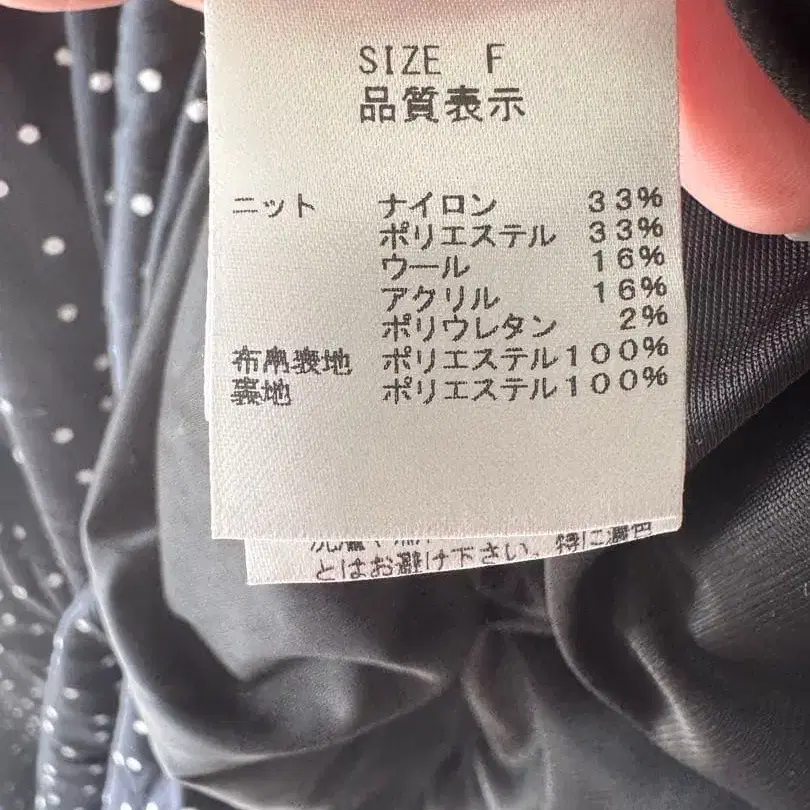 SIZE F
品質表示
ニット ナイロン 33%
ポリエステル 33%
ウール 16%
アクリル 16%
ポリウレタン 2%
布帛表地 ポリエステル100%
裏地 ポリエステル100%
とはお避け下さい。特に濃色